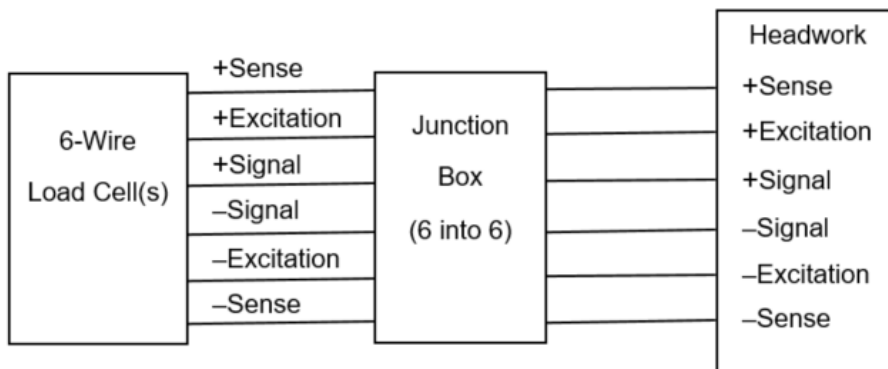 6-Wire
Load Cell(s)
+Sense
+Excitation
+Signal
–Signal
–Excitation
–Sense
Junction
Box
(6 into 6)
Headwork
+Sense
+Excitation
+Signal
–Signal
–Excitation
–Sense